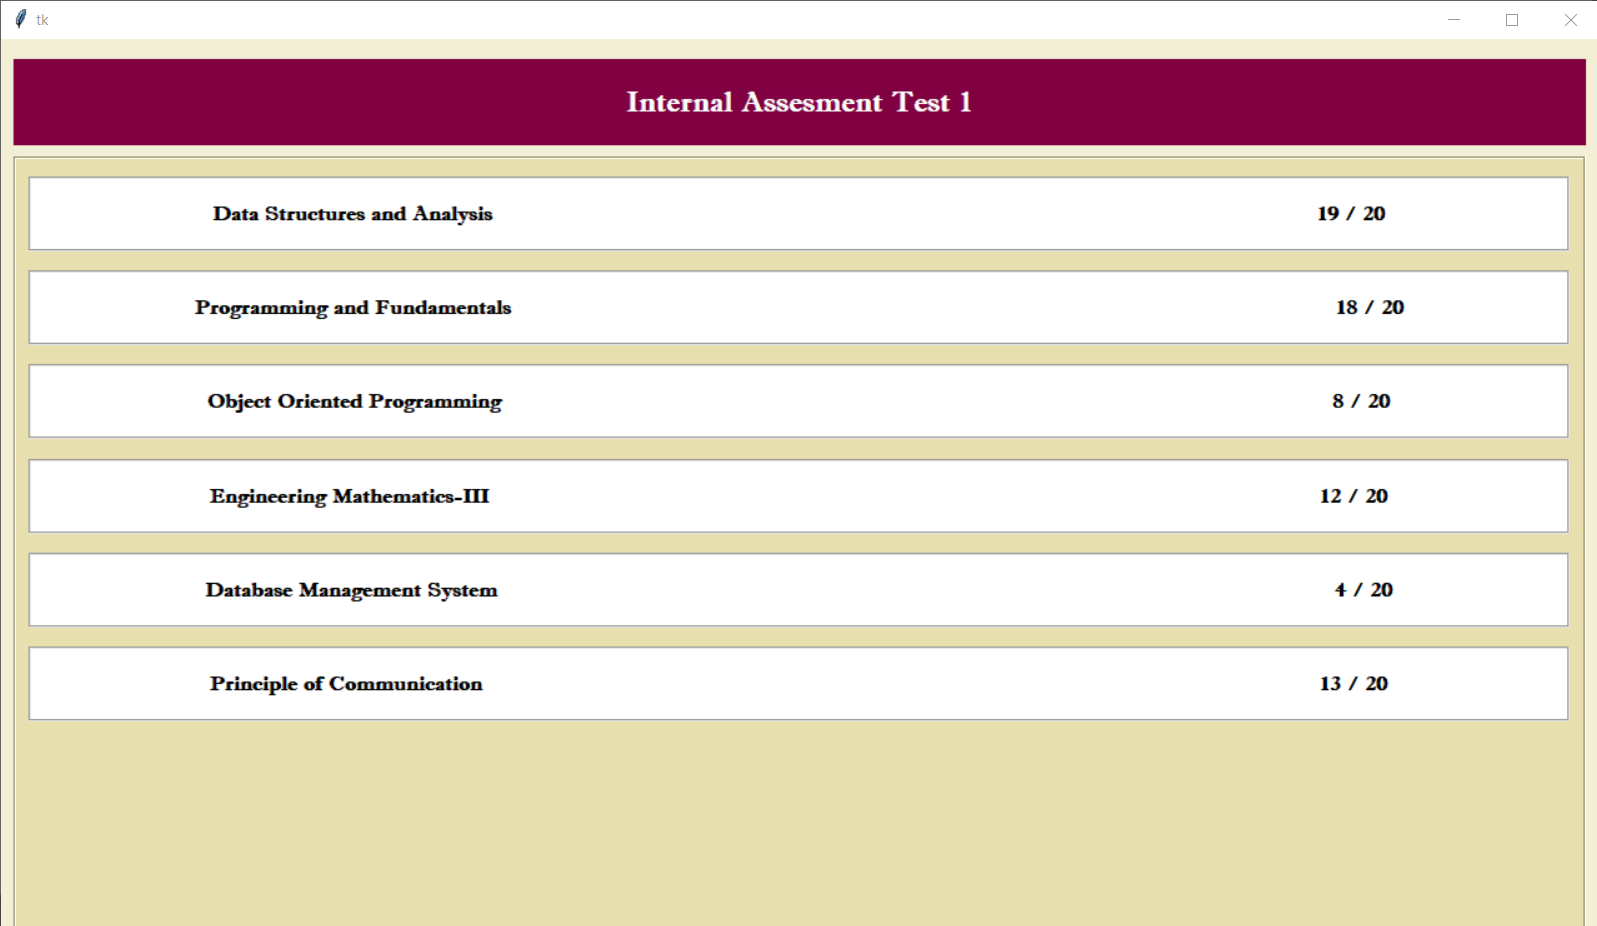 tk
Internal Assesment Test 1
Data Structures and Analysis 19 / 20
Programming and Fundamentals 18 / 20
Object Oriented Programming 8 / 20
Engineering Mathematics-III 12 / 20
Database Management System 4 / 20
Principle of Communication 13 / 20